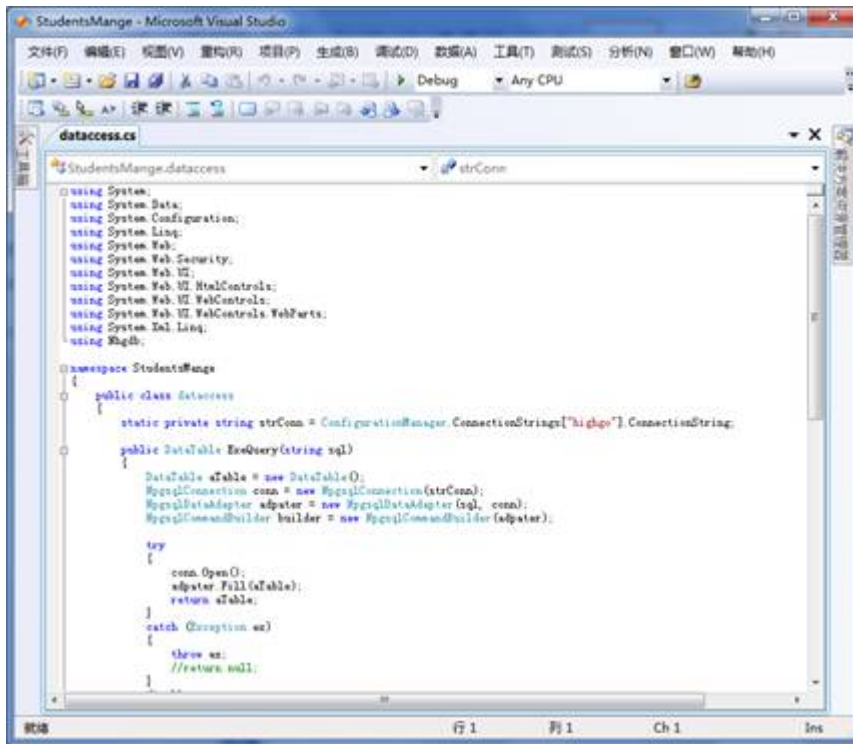 StudentsMange - Microsoft Visual Studio
文件(F) 编辑(E) 视图(V) 重构(R) 项目(P) 生成(B) 调试(D) 数据(A) 工具(T) 测试(S) 分析(N) 窗口(W) 帮助(H)
Debug Any CPU
dataccess.cs
工具箱
StudentsMange.dataccess strConn
using System;
using System.Data;
using System.Configuration;
using System.Linq;
using System.Web;
using System.Web.Security;
using System.Web.UI;
using System.Web.UI.HtmlControls;
using System.Web.UI.WebControls;
using System.Web.UI.WebControls.WebParts;
using System.Xml.Linq;
using Nhgdb;
namespace StudentsMange
{
public class dataccess
{
static private string strConn = ConfigurationManager.ConnectionStrings["highgo"].ConnectionString;
public DataTable ExeQuery(string sql)
{
DataTable aTable = new DataTable();
NpgsqlConnection conn = new NpgsqlConnection(strConn);
NpgsqlDataAdapter adpater = new NpgsqlDataAdapter(sql, conn);
NpgsqlCommandBuilder builder = new NpgsqlCommandBuilder(adpater);
try
{
conn.Open();
adpater.Fill(aTable);
return aTable;
}
catch (Exception ex)
{
throw ex;
//return null;
}
就绪 行 1 列 1 Ch 1 Ins